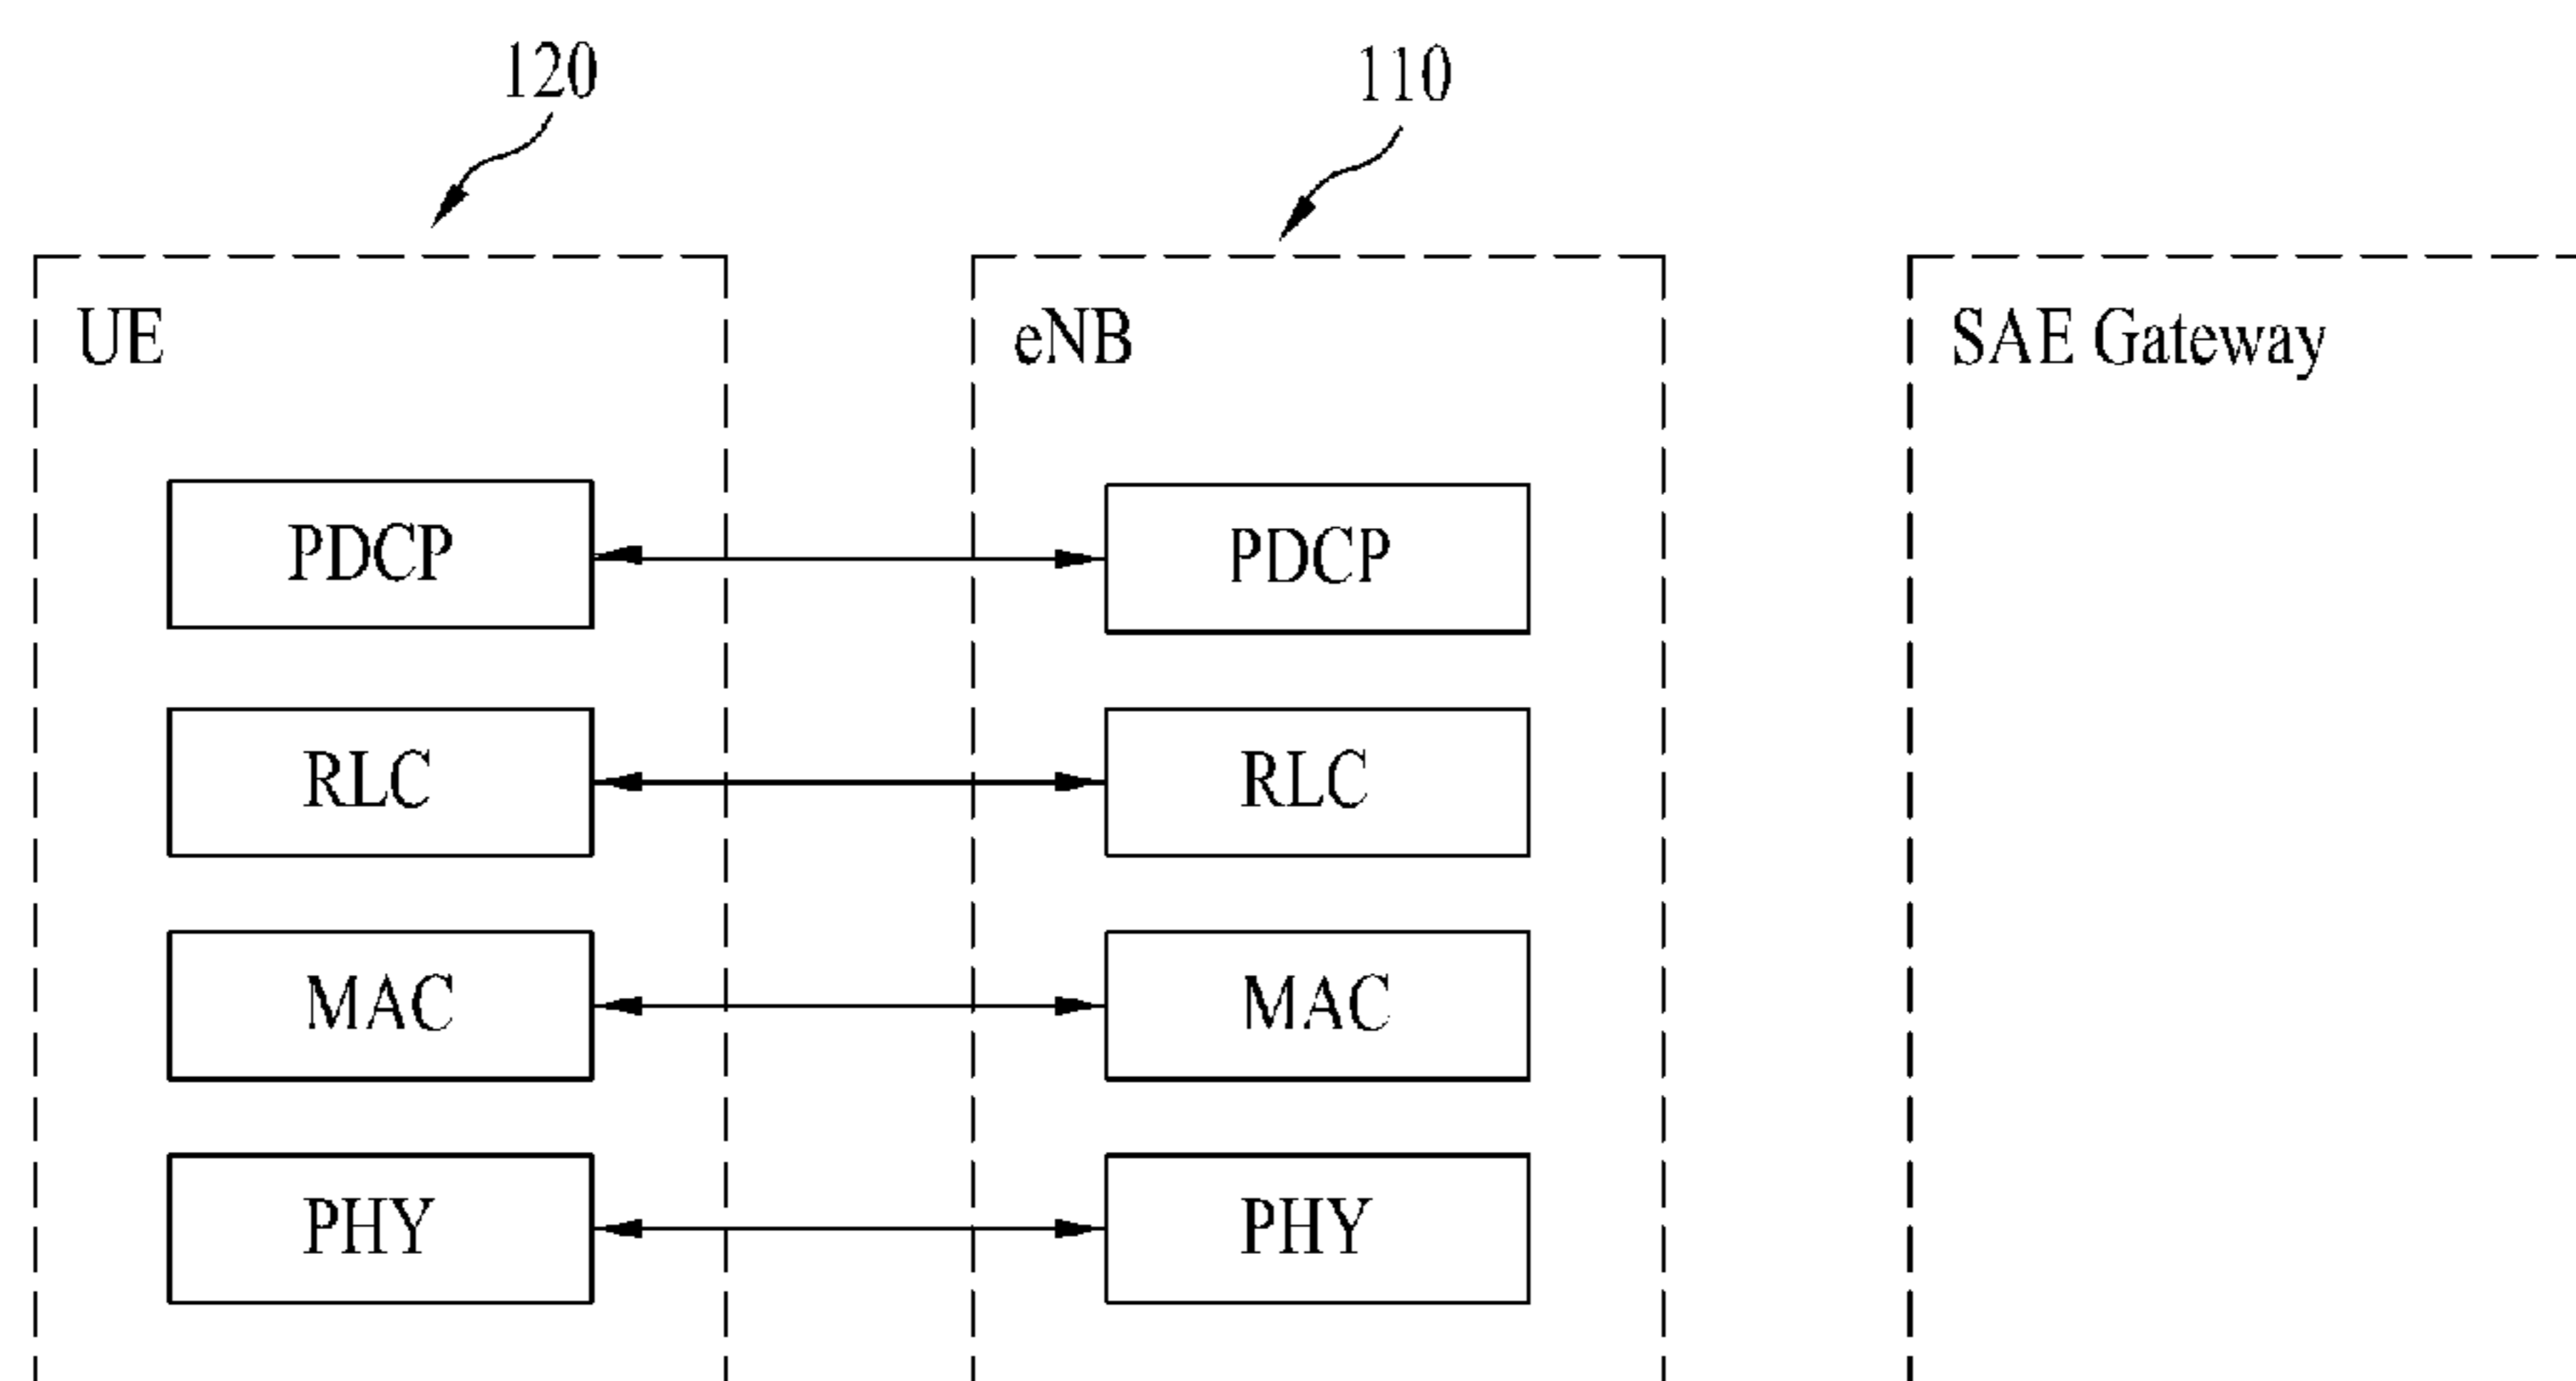 120 110
UE eNB SAE Gateway
PDCP PDCP
RLC RLC
MAC MAC
PHY PHY